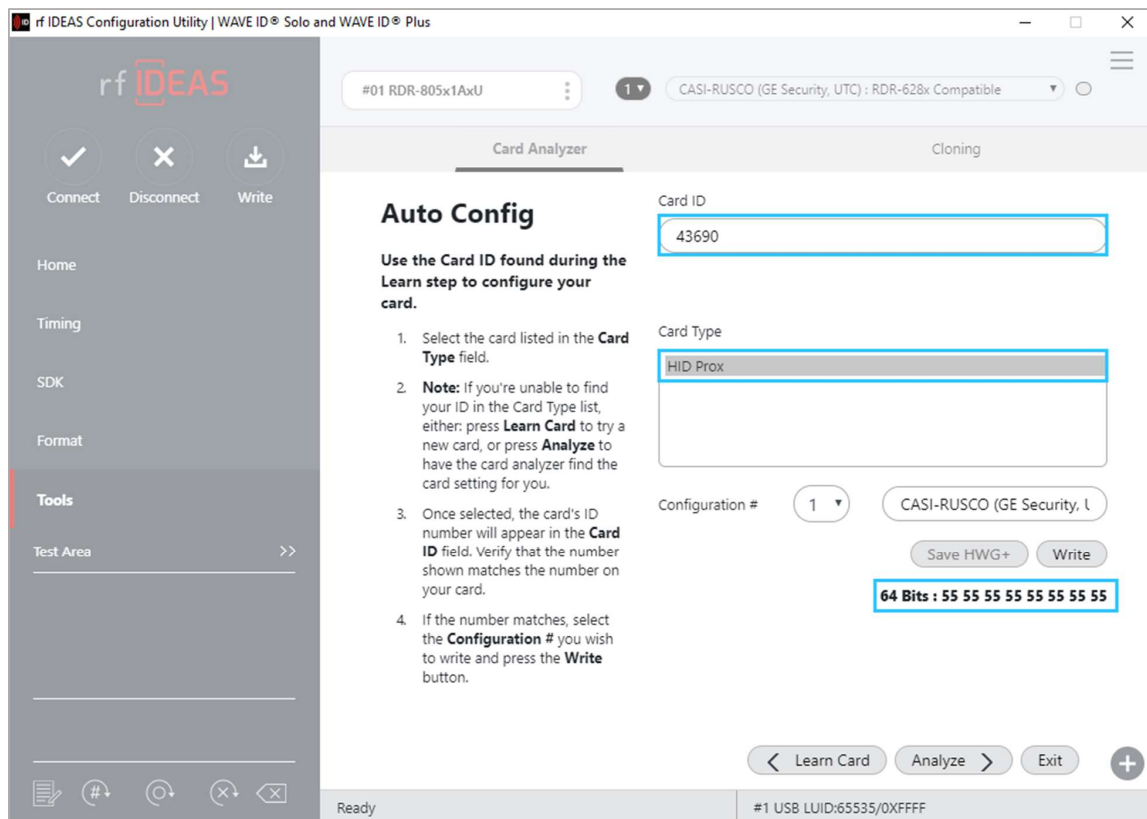 rf IDEAS Configuration Utility | WAVE ID® Solo and WAVE ID® Plus
rf IDEAS
Connect
Disconnect
Write
Home
Timing
SDK
Format
Tools
Test Area >>
#01 RDR-805x1AxU
1
CASI-RUSCO (GE Security, UTC) : RDR-628x Compatible
Card Analyzer
Cloning
Auto Config
Use the Card ID found during the
Learn step to configure your
card.
1. Select the card listed in the Card
Type field.
2. Note: If you're unable to find
your ID in the Card Type list,
either: press Learn Card to try a
new card, or press Analyze to
have the card analyzer find the
card setting for you.
3. Once selected, the card's ID
number will appear in the Card
ID field. Verify that the number
shown matches the number on
your card.
4. If the number matches, select
the Configuration # you wish
to write and press the Write
button.
Card ID
43690
Card Type
HID Prox
Configuration #
1
CASI-RUSCO (GE Security, U
Save HWG+
Write
64 Bits : 55 55 55 55 55 55 55 55
Learn Card
Analyze
Exit
Ready
#1 USB LUID:65535/0XFFFF